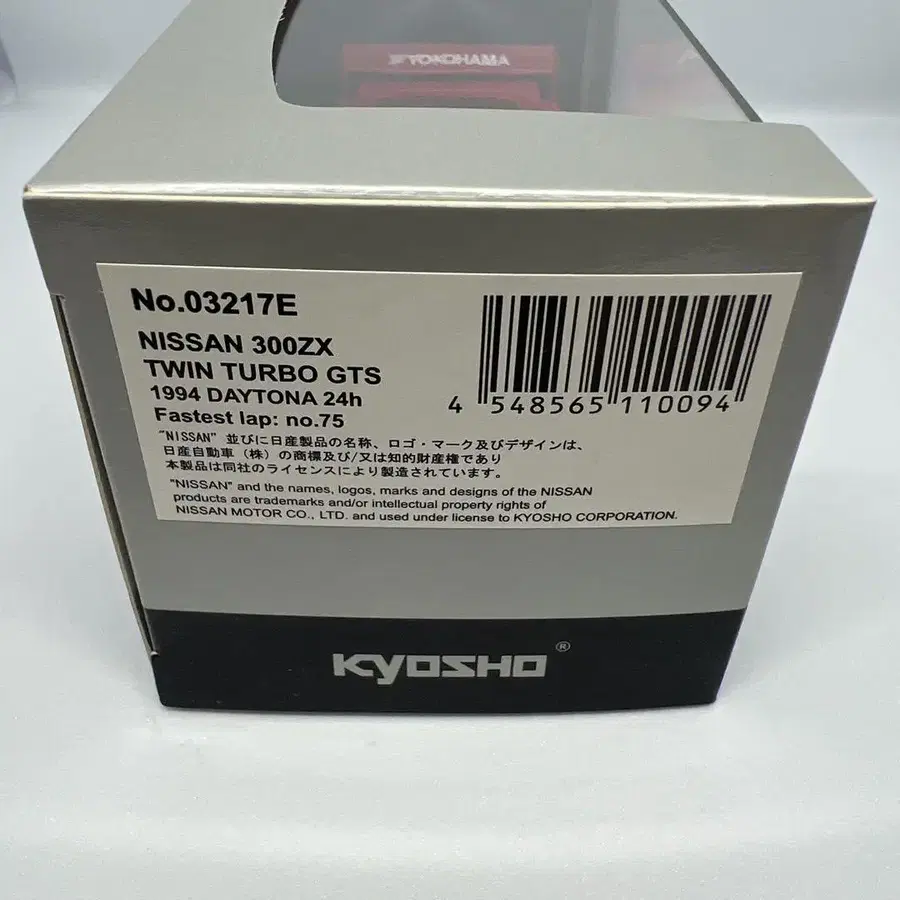 YOKOHAMA
No.03217E
NISSAN 300ZX
TWIN TURBO GTS
1994 DAYTONA 24h
Fastest lap: no.75
4 548565 110094
"NISSAN" 並びに日産製品の名称、ロゴ・マーク及びデザインは、
日産自動車（株）の商標及び/又は知的財産権であり
本製品は同社のライセンスにより製造されています。
"NISSAN" and the names, logos, marks and designs of the NISSAN
products are trademarks and/or intellectual property rights of
NISSAN MOTOR CO., LTD. and used under license to KYOSHO CORPORATION.
KYOSHO®